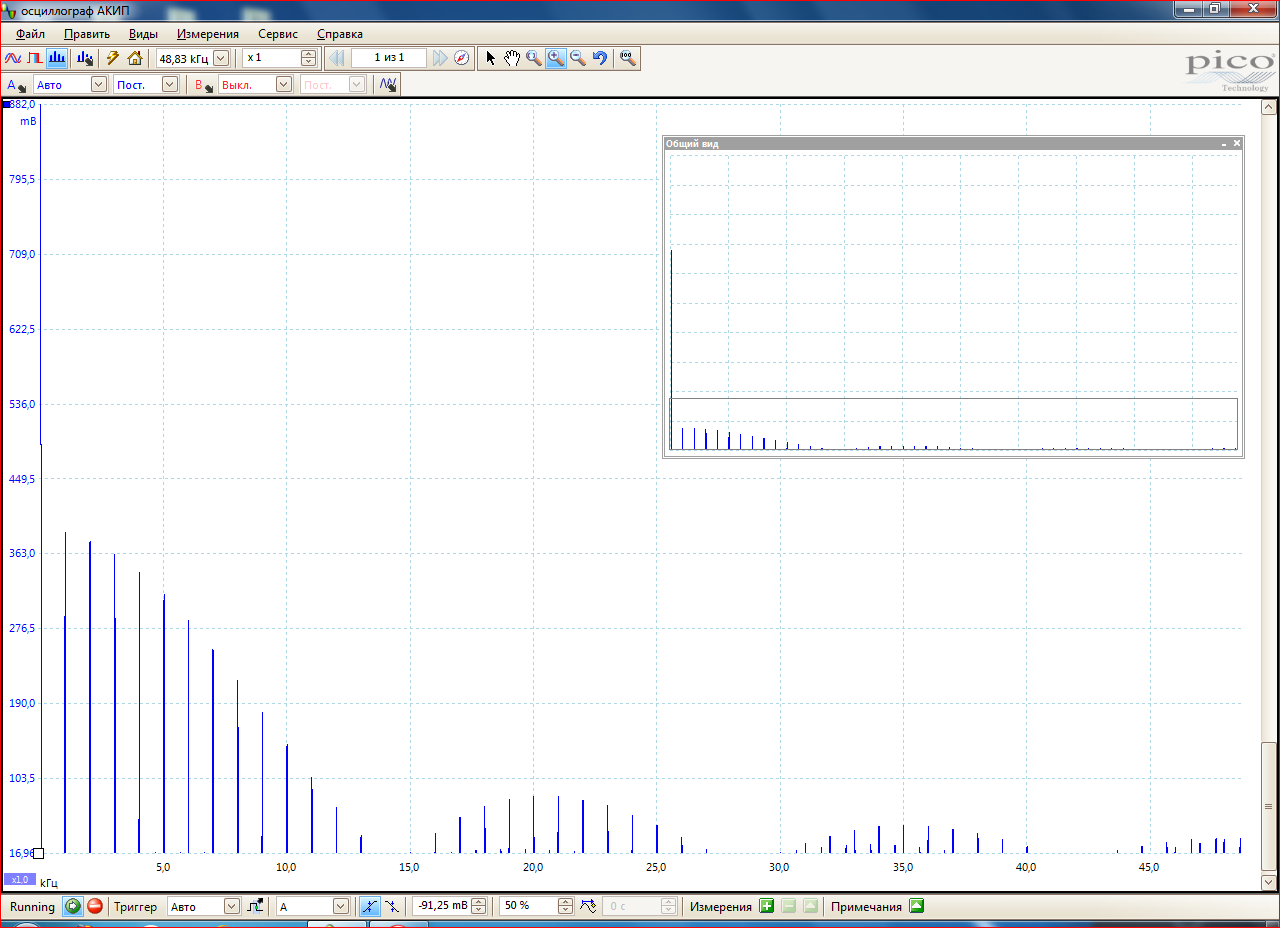 осциллограф АКИП
Файл Править Виды Измерения Сервис Справка
48,83 kГц x 1 1 из 1
pico
Technology
A Авто Пост. B Выкл. Пост.
882,0
mB
Общий вид
795,5
709,0
622,5
536,0
449,5
363,0
276,5
190,0
103,5
16,96
5,0 10,0 15,0 20,0 25,0 30,0 35,0 40,0 45,0
x1,0 кГц
Running Триггер Авто A -91,25 mB 50 % 0 с Измерения Примечания